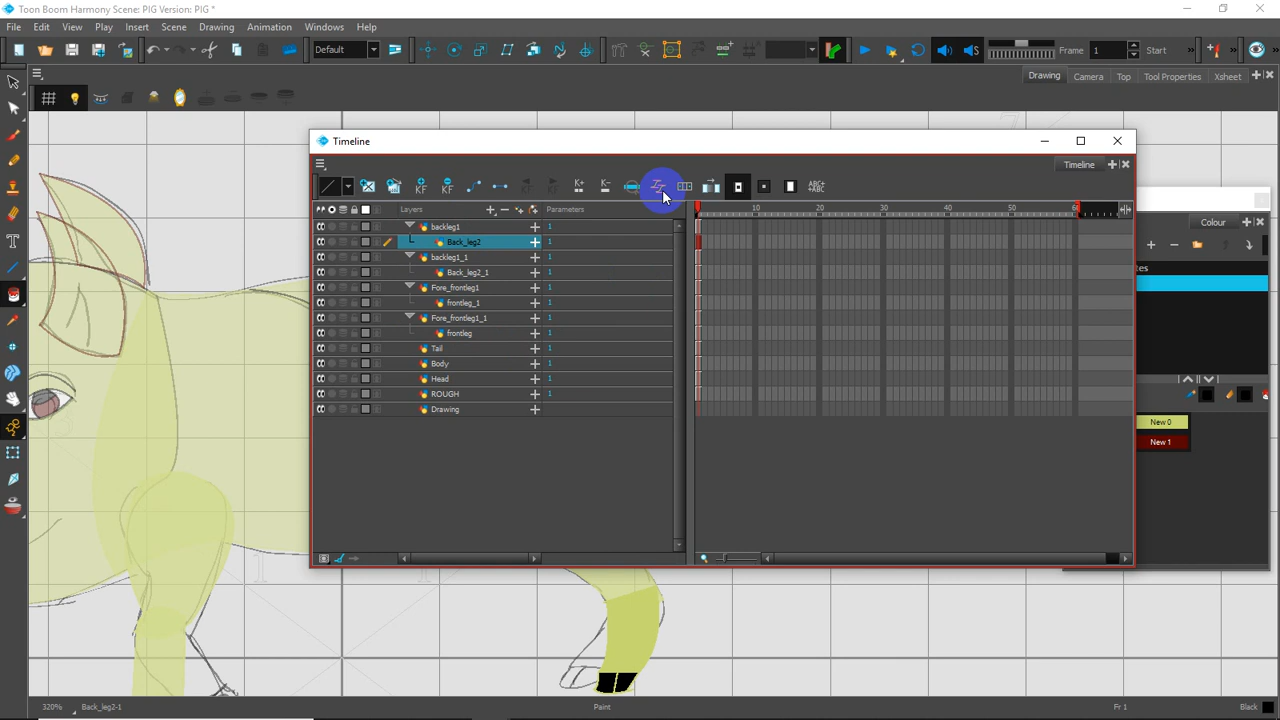 Toon Boom Harmony Scene: PIG Version: PIG *
File Edit View Play Insert Scene Drawing Animation Windows Help
Default Frame 1 Start
Drawing Camera Top Tool Properties Xsheet
Timeline
Timeline
KF KF K+ K- ABC+ ABC/
Layers Parameters 10 20 30 40 50 60
backleg1 1
Back_leg2 1
backleg1_1 1
Back_leg2_1 1
Fore_frontleg1 1
frontleg_1 1
Fore_frontleg1_1 1
frontleg 1
Tail 1
Body 1
Head 1
ROUGH 1
Drawing
Colour
New 0
New 1
320% Back_leg2-1 Paint Fr 1 Black